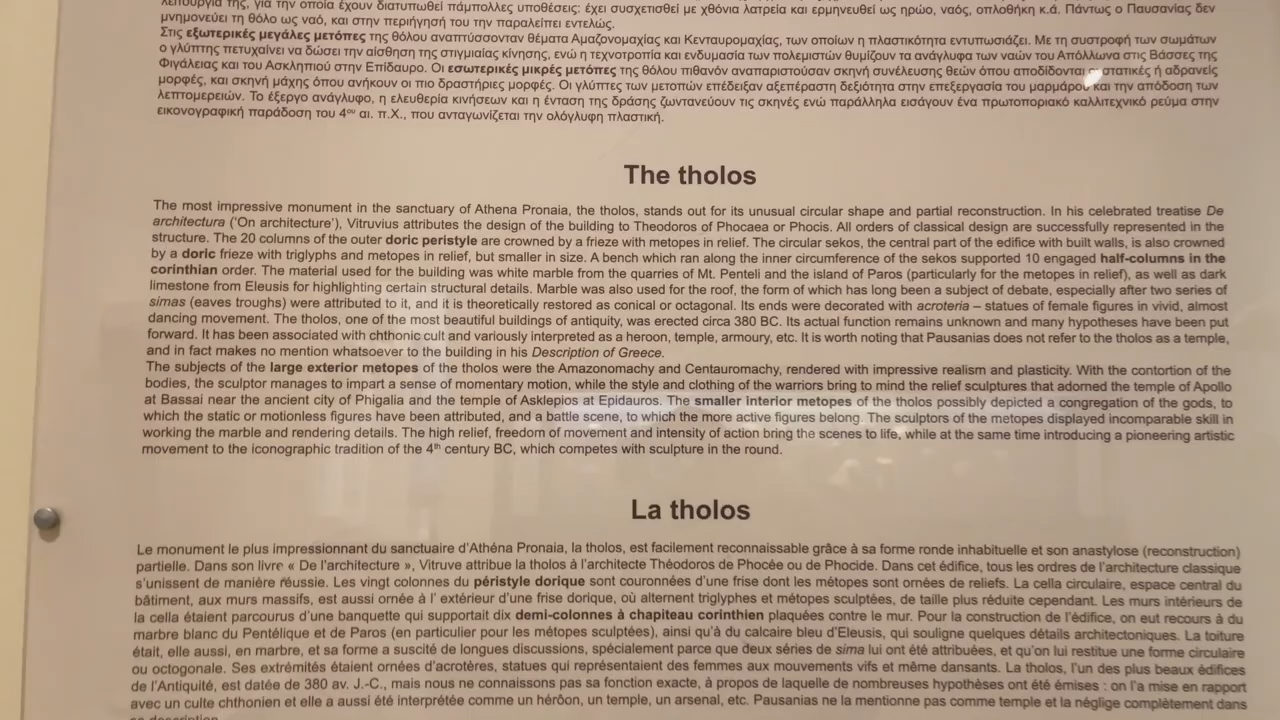 λειτουργία της, για την οποία έχουν διατυπωθεί πάμπολλες υποθέσεις: έχει συσχετισθεί με χθόνια λατρεία και ερμηνευθεί ως ηρώο, ναός, οπλοθήκη κ.ά. Πάντως ο Παυσανίας δεν
μνημονεύει τη θόλο ως ναό, και στην περιήγησή του την παραλείπει εντελώς.
Στις εξωτερικές μεγάλες μετόπες της θόλου αναπτύσσονταν θέματα Αμαζονομαχίας και Κενταυρομαχίας, των οποίων η πλαστικότητα εντυπωσιάζει. Με τη συστροφή των σωμάτων
ο γλύπτης πετυχαίνει να δώσει την αίσθηση της στιγμιαίας κίνησης, ενώ η τεχνοτροπία και ενδυμασία των πολεμιστών θυμίζουν τα ανάγλυφα των ναών του Απόλλωνα στις Βάσσες της
Φιγάλειας και του Ασκληπιού στην Επίδαυρο. Οι εσωτερικές μικρές μετόπες της θόλου πιθανόν αναπαριστούσαν σκηνή συνέλευσης θεών όπου αποδίδονται οι στατικές ή αδρανείς
μορφές, και σκηνή μάχης όπου ανήκουν οι πιο δραστήριες μορφές. Οι γλύπτες των μετοπών επέδειξαν αξεπέραστη δεξιότητα στην επεξεργασία του μαρμάρου και την απόδοση των
λεπτομερειών. Το έξεργο ανάγλυφο, η ελευθερία κινήσεων και η ένταση της δράσης ζωντανεύουν τις σκηνές ενώ παράλληλα εισάγουν ένα πρωτοποριακό καλλιτεχνικό ρεύμα στην
εικονογραφική παράδοση του 4ου αι. π.Χ., που ανταγωνίζεται την ολόγλυφη πλαστική.
The tholos
The most impressive monument in the sanctuary of Athena Pronaia, the tholos, stands out for its unusual circular shape and partial reconstruction. In his celebrated treatise De
architectura ('On architecture'), Vitruvius attributes the design of the building to Theodoros of Phocaea or Phocis. All orders of classical design are successfully represented in the
structure. The 20 columns of the outer doric peristyle are crowned by a frieze with metopes in relief. The circular sekos, the central part of the edifice with built walls, is also crowned
by a doric frieze with triglyphs and metopes in relief, but smaller in size. A bench which ran along the inner circumference of the sekos supported 10 engaged half-columns in the
corinthian order. The material used for the building was white marble from the quarries of Mt. Penteli and the island of Paros (particularly for the metopes in relief), as well as dark
limestone from Eleusis for highlighting certain structural details. Marble was also used for the roof, the form of which has long been a subject of debate, especially after two series of
simas (eaves troughs) were attributed to it, and it is theoretically restored as conical or octagonal. Its ends were decorated with acroteria – statues of female figures in vivid, almost
dancing movement. The tholos, one of the most beautiful buildings of antiquity, was erected circa 380 BC. Its actual function remains unknown and many hypotheses have been put
forward. It has been associated with chthonic cult and variously interpreted as a heroon, temple, armoury, etc. It is worth noting that Pausanias does not refer to the tholos as a temple,
and in fact makes no mention whatsoever to the building in his Description of Greece.
The subjects of the large exterior metopes of the tholos were the Amazonomachy and Centauromachy, rendered with impressive realism and plasticity. With the contortion of the
bodies, the sculptor manages to impart a sense of momentary motion, while the style and clothing of the warriors bring to mind the relief sculptures that adorned the temple of Apollo
at Bassai near the ancient city of Phigalia and the temple of Asklepios at Epidauros. The smaller interior metopes of the tholos possibly depicted a congregation of the gods, to
which the static or motionless figures have been attributed, and a battle scene, to which the more active figures belong. The sculptors of the metopes displayed incomparable skill in
working the marble and rendering details. The high relief, freedom of movement and intensity of action bring the scenes to life, while at the same time introducing a pioneering artistic
movement to the iconographic tradition of the 4th century BC, which competes with sculpture in the round.
La tholos
Le monument le plus impressionnant du sanctuaire d'Athéna Pronaia, la tholos, est facilement reconnaissable grâce à sa forme ronde inhabituelle et son anastylose (reconstruction)
partielle. Dans son livre « De l'architecture », Vitruve attribue la tholos à l'architecte Théodoros de Phocée ou de Phocide. Dans cet édifice, tous les ordres de l'architecture classique
s'unissent de manière réussie. Les vingt colonnes du péristyle dorique sont couronnées d'une frise dont les métopes sont ornées de reliefs. La cella circulaire, espace central du
bâtiment, aux murs massifs, est aussi ornée à l' extérieur d'une frise dorique, où alternent triglyphes et métopes sculptées, de taille plus réduite cependant. Les murs intérieurs de
la cella étaient parcourus d'une banquette qui supportait dix demi-colonnes à chapiteau corinthien plaquées contre le mur. Pour la construction de l'édifice, on eut recours à du
marbre blanc du Pentélique et de Paros (en particulier pour les métopes sculptées), ainsi qu'à du calcaire bleu d'Eleusis, qui souligne quelques détails architectoniques. La toiture
était, elle aussi, en marbre, et sa forme a suscité de longues discussions, spécialement parce que deux séries de sima lui ont été attribuées, et qu'on lui restitue une forme circulaire
ou octogonale. Ses extrémités étaient ornées d'acrotères, statues qui représentaient des femmes aux mouvements vifs et même dansants. La tholos, l'un des plus beaux édifices
de l'Antiquité, est datée de 380 av. J.-C., mais nous ne connaissons pas sa fonction exacte, à propos de laquelle de nombreuses hypothèses ont été émises : on l'a mise en rapport
avec un culte chthonien et elle a aussi été interprétée comme un hérôon, un temple, un arsenal, etc. Pausanias ne la mentionne pas comme temple et la néglige complètement dans